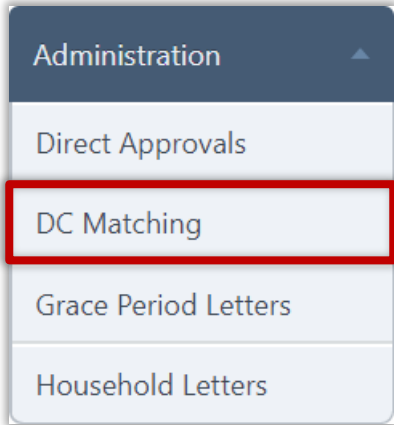 Administration
Direct Approvals
DC Matching
Grace Period Letters
Household Letters